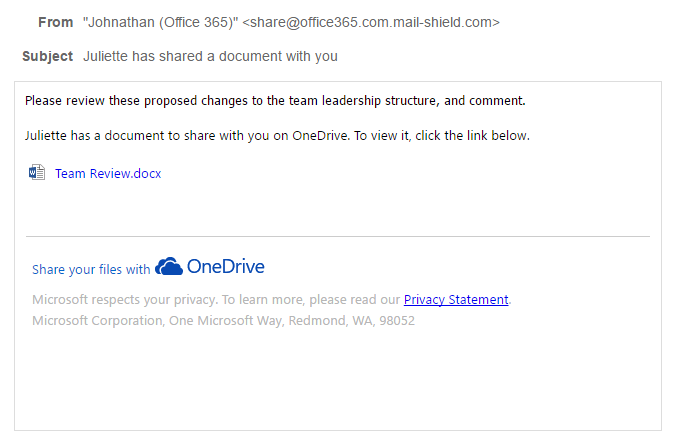 From "Johnathan (Office 365)" <share@office365.com.mail-shield.com>
Subject Juliette has shared a document with you
Please review these proposed changes to the team leadership structure, and comment.
Juliette has a document to share with you on OneDrive. To view it, click the link below.
Team Review.docx
Share your files with OneDrive
Microsoft respects your privacy. To learn more, please read our Privacy Statement.
Microsoft Corporation, One Microsoft Way, Redmond, WA, 98052